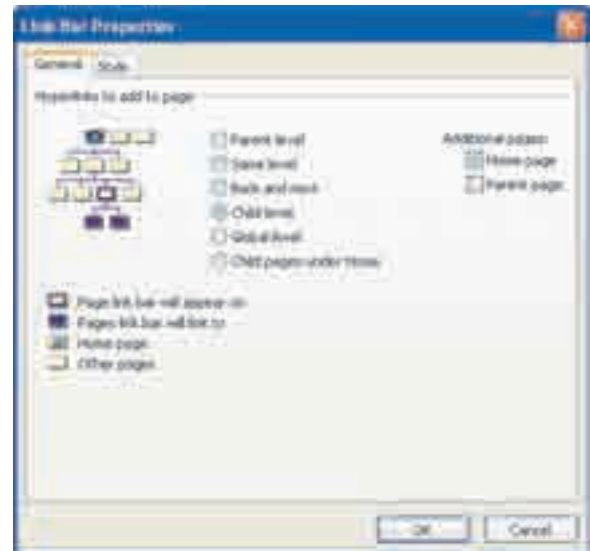 Link Bar Properties
General Style
Hyperlinks to add to page
Parent level
Same level
Back and next
Child level
Global level
Child pages under Home
Additional pages:
Home page
Parent page
Page link bar will appear on
Pages link bar will link to
Home page
Other pages
OK Cancel